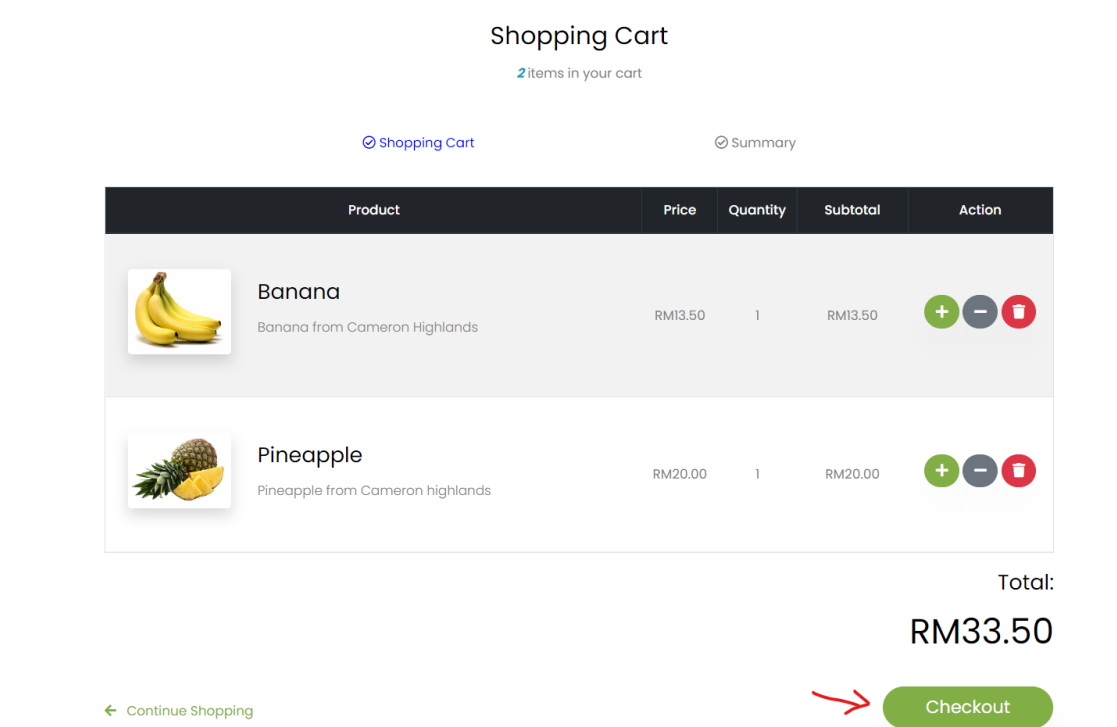 Shopping Cart
2 items in your cart
Shopping Cart
Summary
Product Price Quantity Subtotal Action
Banana
Banana from Cameron Highlands
RM13.50 1 RM13.50
Pineapple
Pineapple from Cameron highlands
RM20.00 1 RM20.00
Total:
RM33.50
Continue Shopping
Checkout